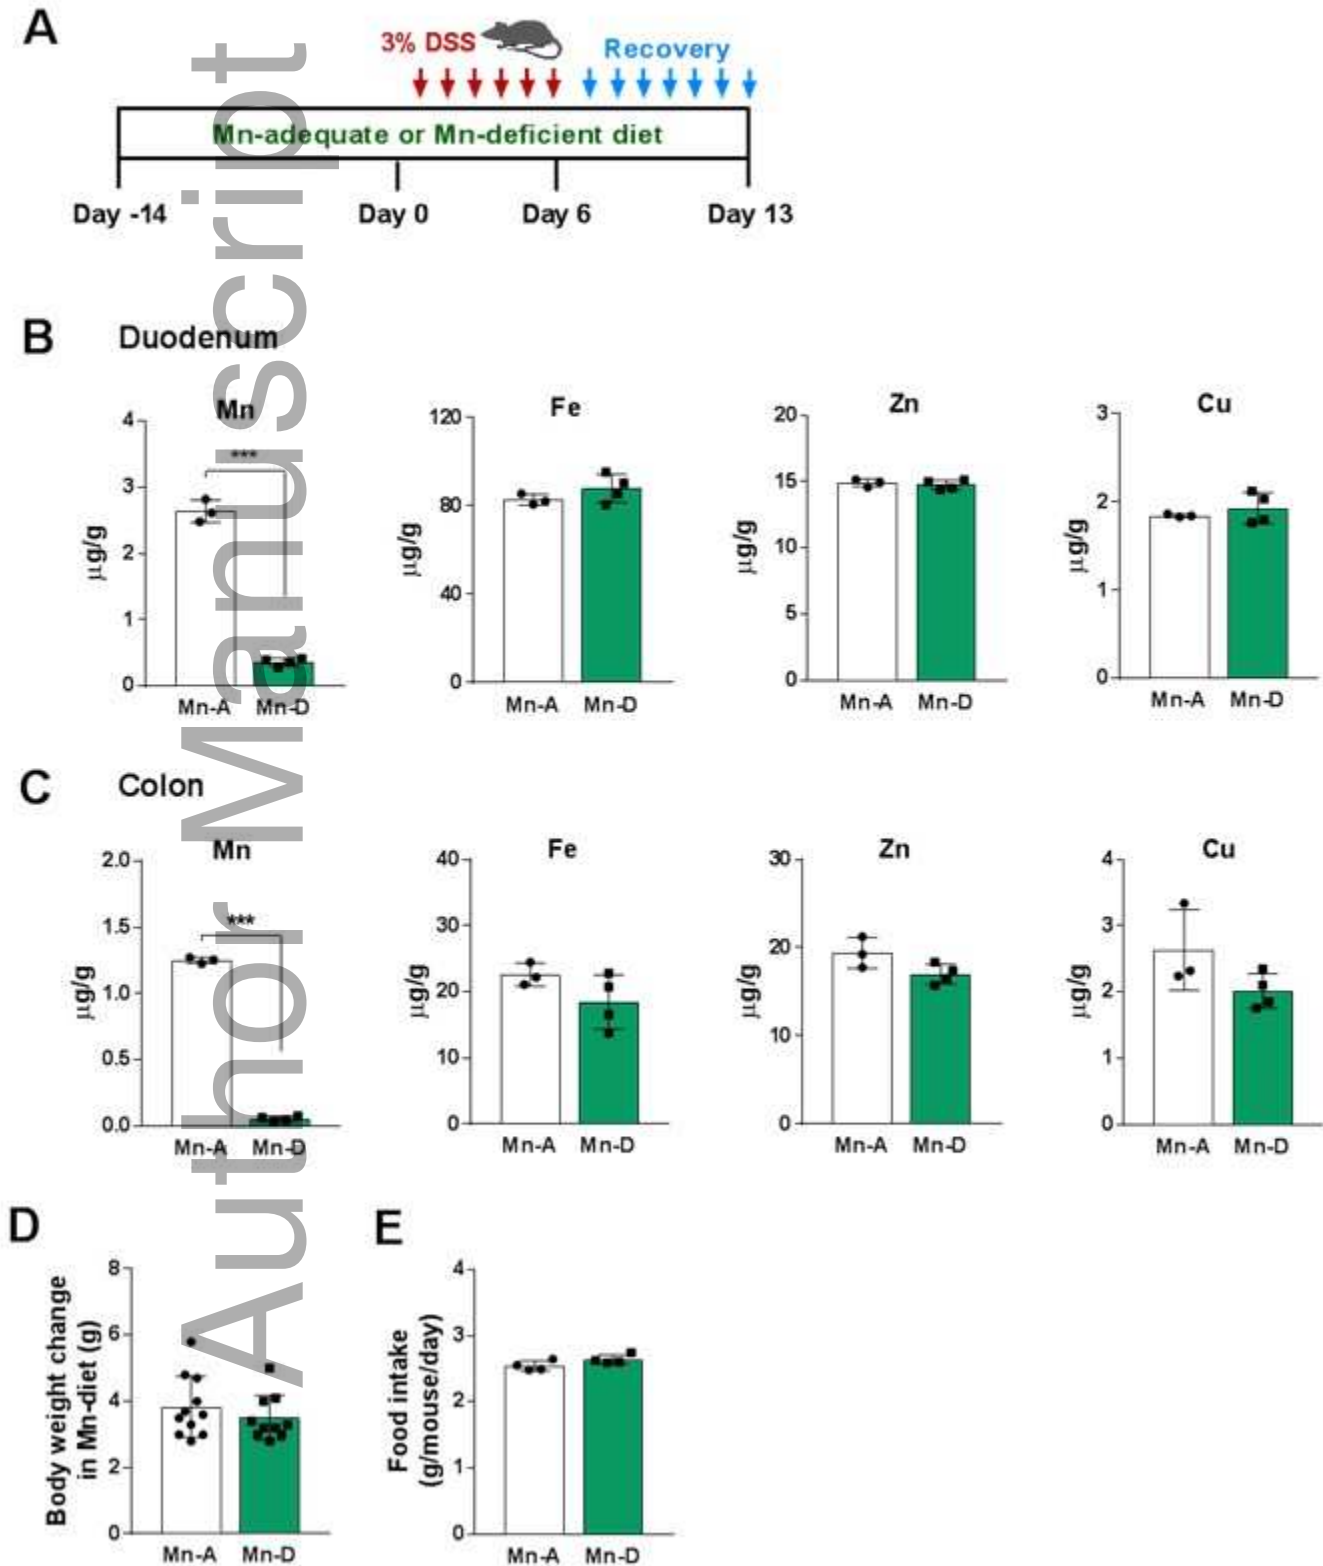 A
3% DSS
Recovery
Mn-adequate or Mn-deficient diet
Day -14 Day 0 Day 6 Day 13
B Duodenum
Mn
4
3
2
1
0
µg/g
***
Mn-A Mn-D
Fe
120
80
40
0
µg/g
Mn-A Mn-D
Zn
20
15
10
5
0
µg/g
Mn-A Mn-D
Cu
3
2
1
0
µg/g
Mn-A Mn-D
C Colon
Mn
2.0
1.5
1.0
0.5
0.0
µg/g
***
Mn-A Mn-D
Fe
40
30
20
10
0
µg/g
Mn-A Mn-D
Zn
30
20
10
0
µg/g
Mn-A Mn-D
Cu
4
3
2
1
0
µg/g
Mn-A Mn-D
D
Body weight change
in Mn-diet (g)
8
6
4
2
0
Mn-A Mn-D
E
Food intake
(g/mouse/day)
4
3
2
1
0
Mn-A Mn-D
Author Manuscript